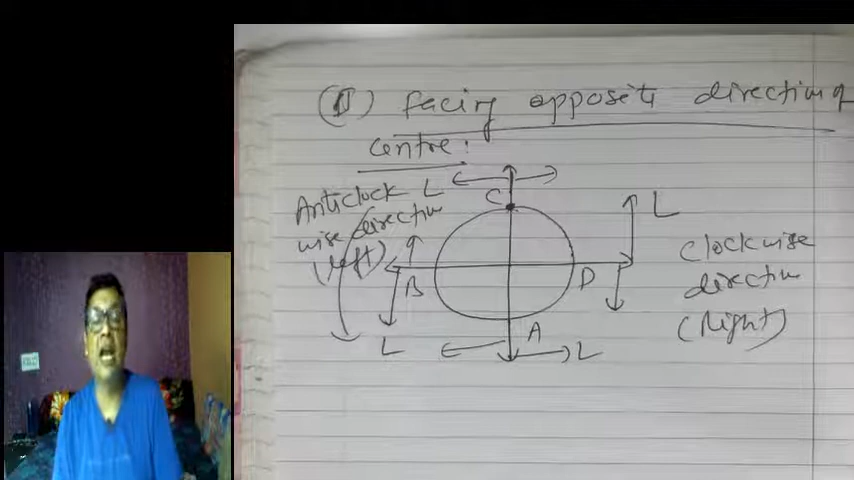 (II) Facing opposite direction of
centre:
Anticlock
wise direction
(left)
L
C
L
Clockwise
direction
(Right)
B
D
L
A
L